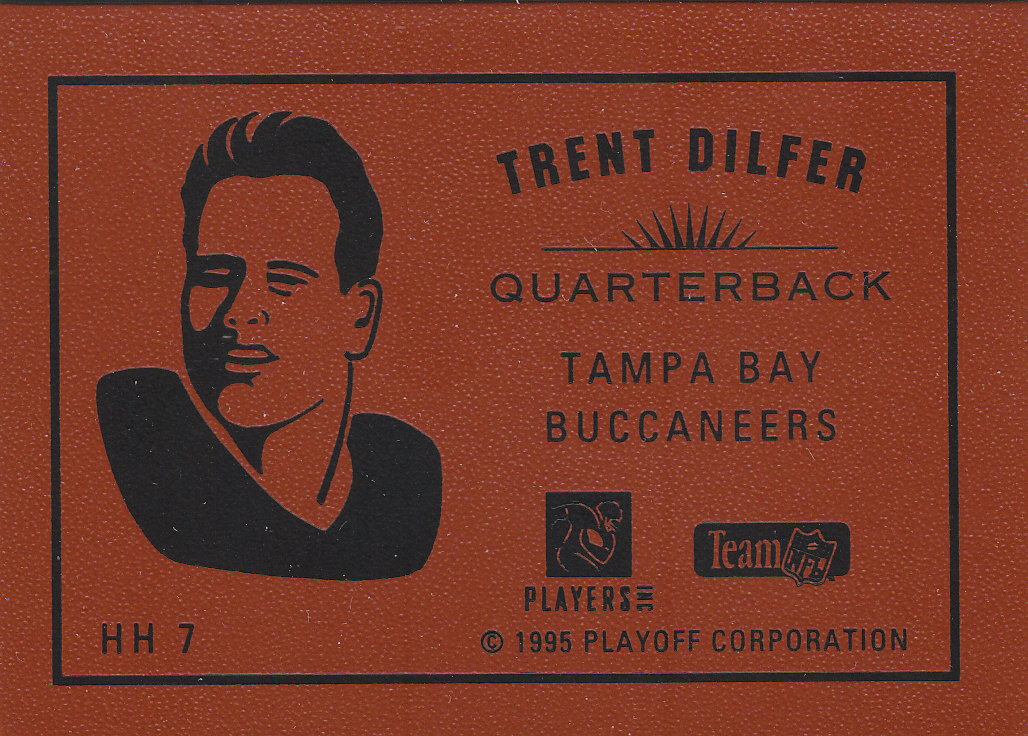 TRENT DILFER
QUARTERBACK
TAMPA BAY
BUCCANEERS
Team NFL
PLAYERS INC
HH 7
© 1995 PLAYOFF CORPORATION